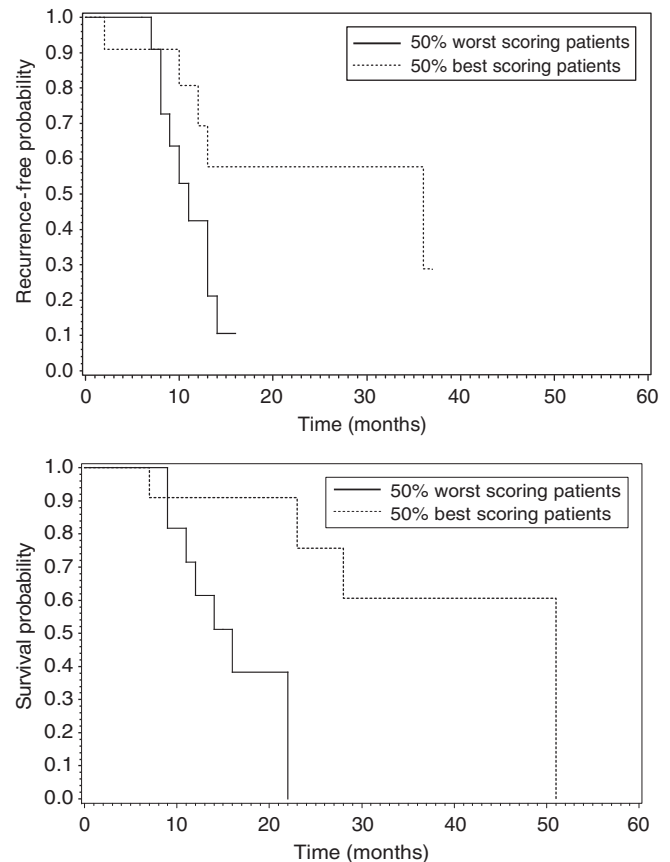 1.0
0.9
0.8
0.7
0.6
0.5
0.4
0.3
0.2
0.1
0.0
Recurrence-free probability
50% worst scoring patients
50% best scoring patients
0 10 20 30 40 50 60
Time (months)
1.0
0.9
0.8
0.7
0.6
0.5
0.4
0.3
0.2
0.1
0.0
Survival probability
50% worst scoring patients
50% best scoring patients
0 10 20 30 40 50 60
Time (months)